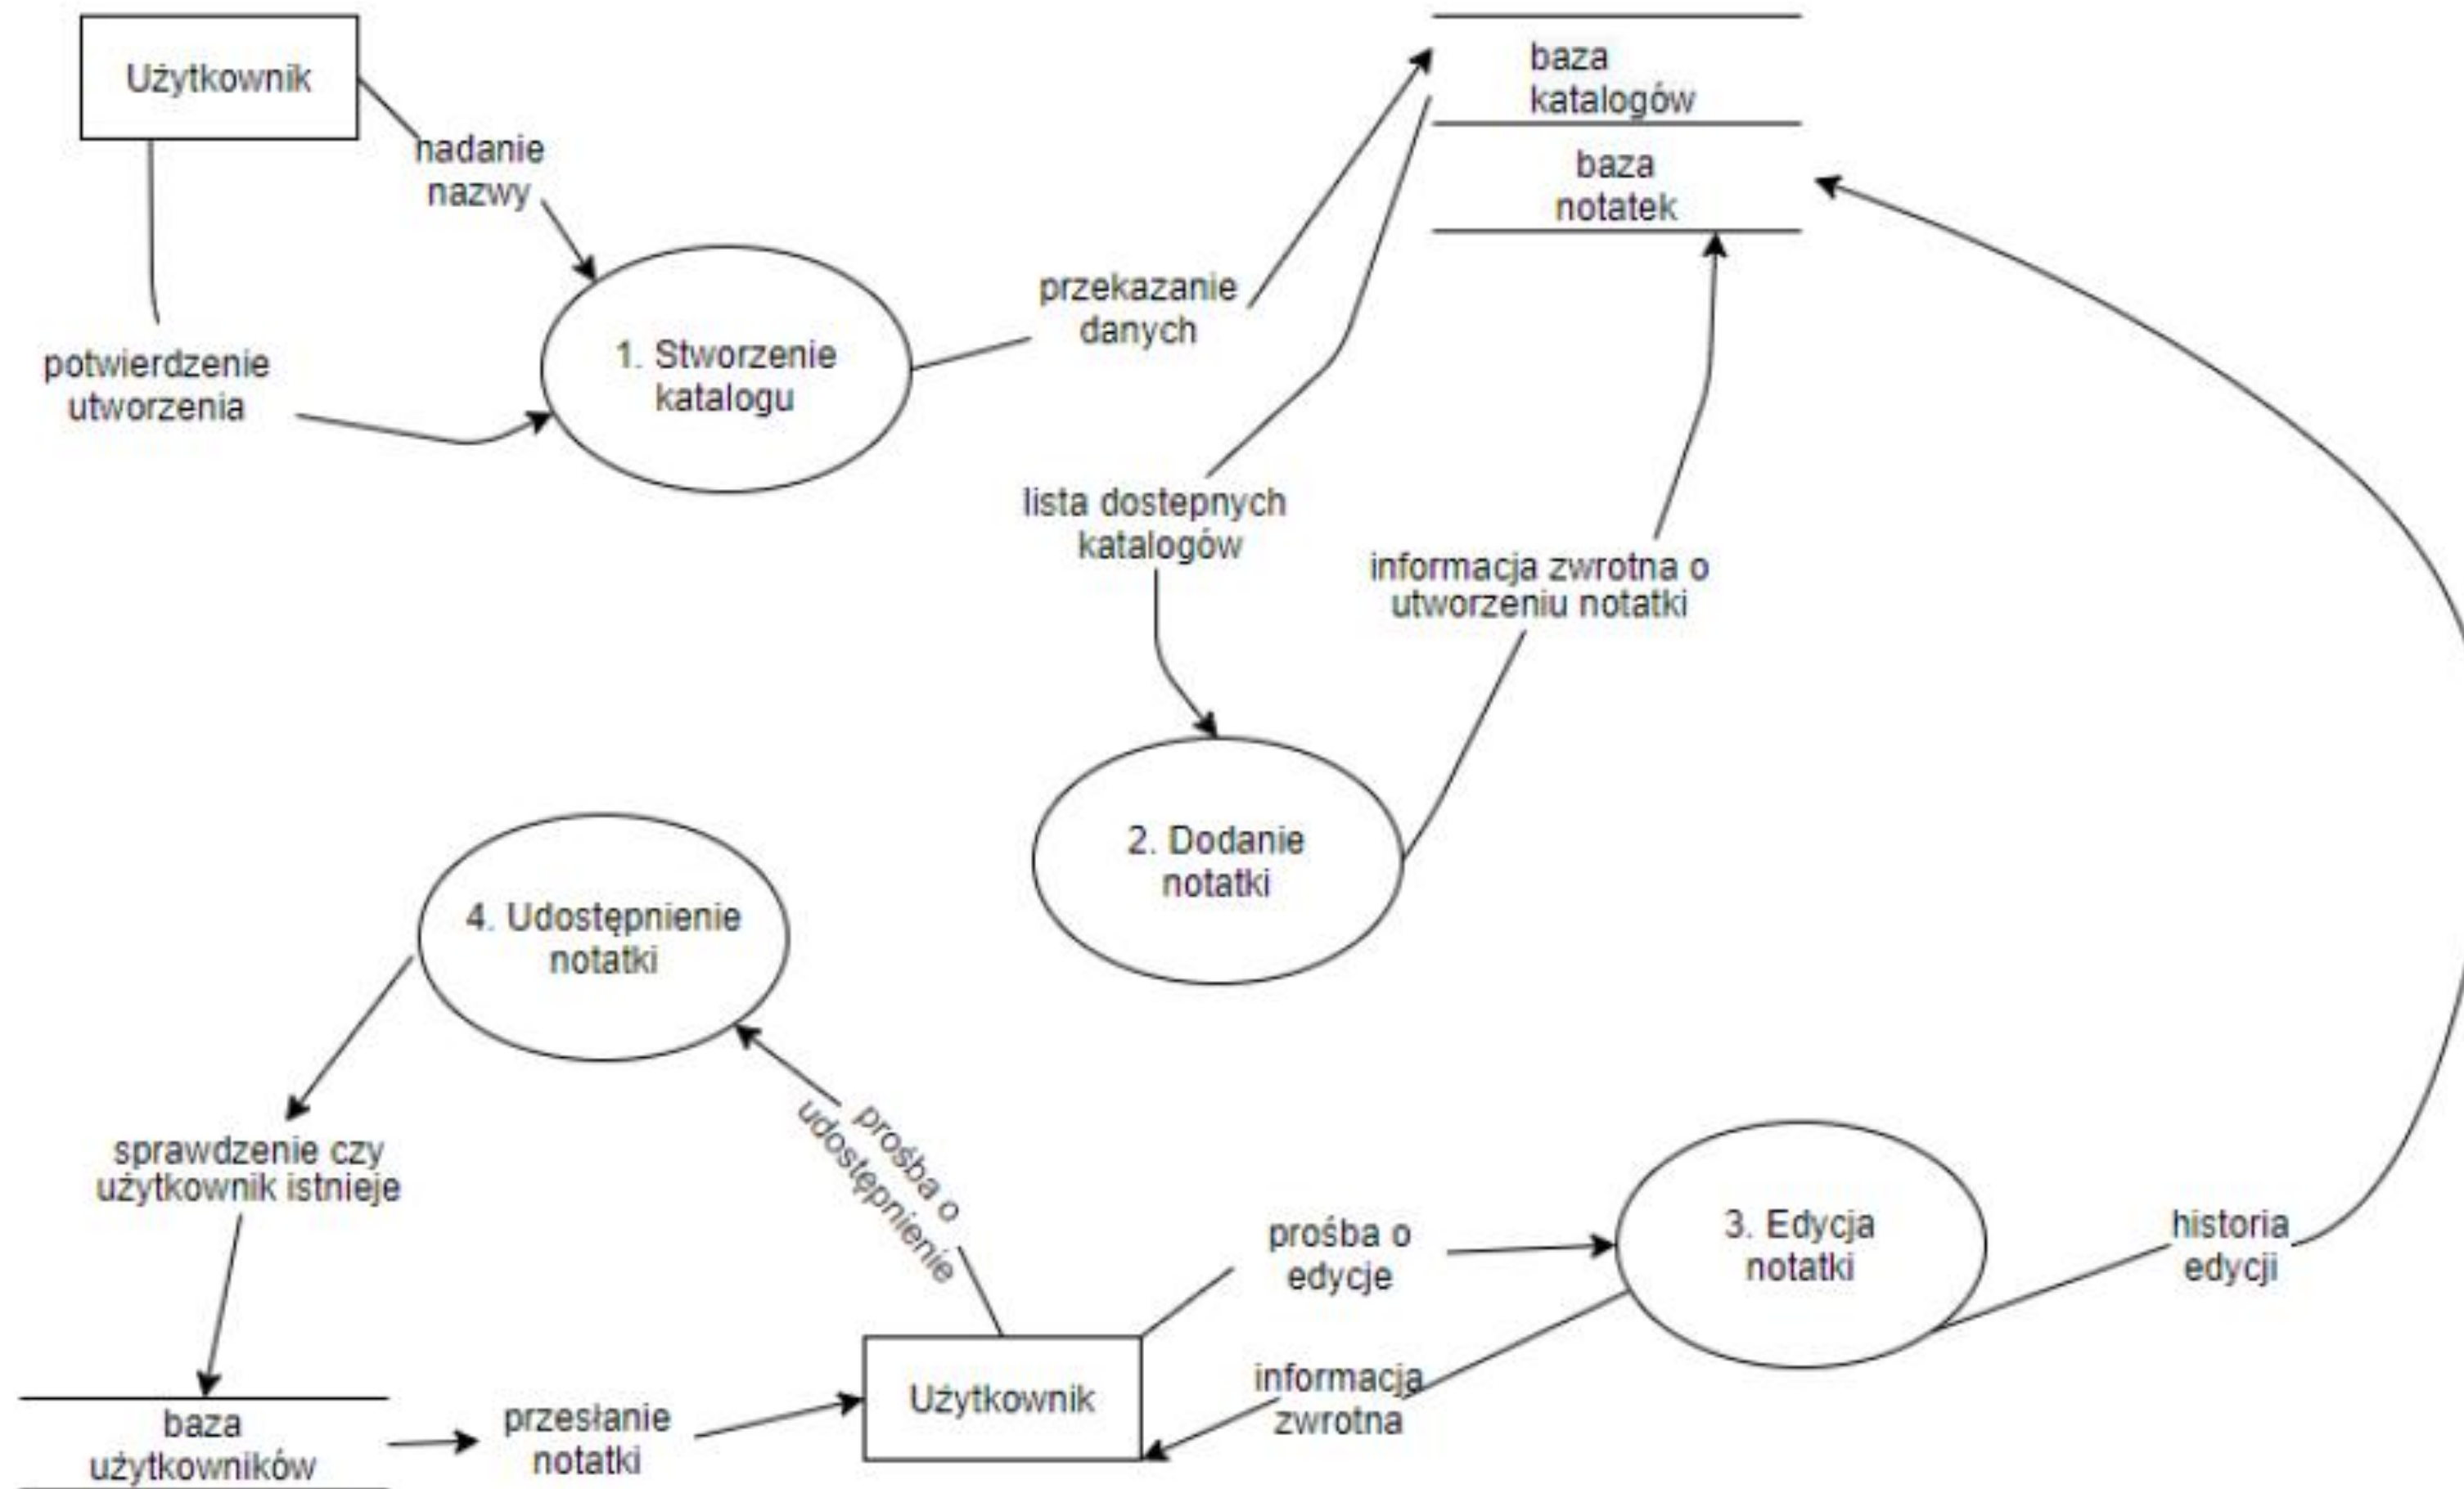 Użytkownik
nadanie
nazwy
potwierdzenie
utworzenia
1. Stworzenie
katalogu
przekazanie
danych
baza
katalogów
baza
notatek
lista dostepnych
katalogów
informacja zwrotna o
utworzeniu notatki
2. Dodanie
notatki
4. Udostępnienie
notatki
sprawdzenie czy
użytkownik istnieje
prośba o
udostępnienie
baza
użytkowników
przesłanie
notatki
Użytkownik
prośba o
edycje
informacja
zwrotna
3. Edycja
notatki
historia
edycji